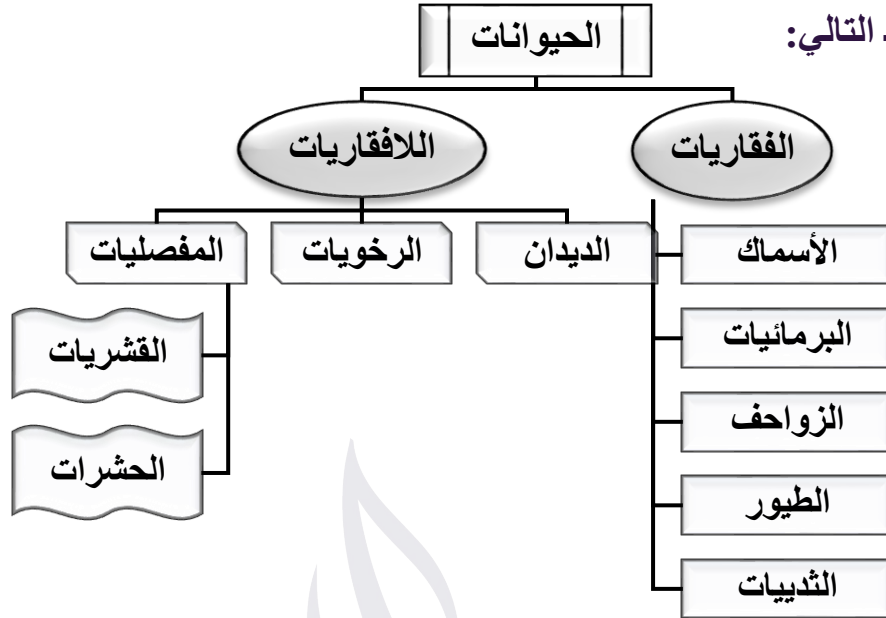 التالي:
الحيوانات
الفقاريات
اللافقاريات
الأسماك
البرمائيات
الزواحف
الطيور
الثدييات
الديدان
الرخويات
المفصليات
القشريات
الحشرات